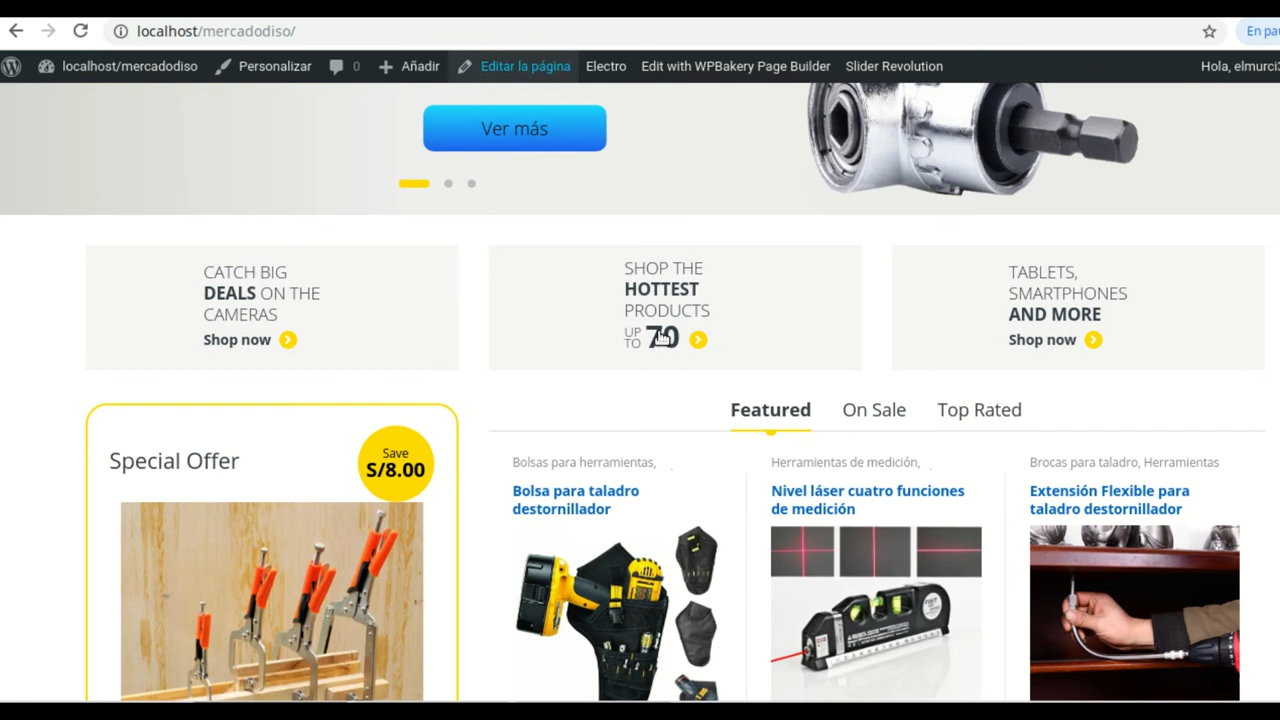 localhost/mercadodiso/
En pau
localhost/mercadodiso Personalizar 0 Añadir Editar la página Electro Edit with WPBakery Page Builder Slider Revolution Hola, elmurci
Ver más
CATCH BIG
DEALS ON THE
CAMERAS
Shop now
SHOP THE
HOTTEST
PRODUCTS
UP TO 70
TABLETS,
SMARTPHONES
AND MORE
Shop now
Special Offer
Save
S/8.00
Featured On Sale Top Rated
Bolsas para herramientas,
Bolsa para taladro
destornillador
Herramientas de medición,
Nivel láser cuatro funciones
de medición
Brocas para taladro, Herramientas
Extensión Flexible para
taladro destornillador